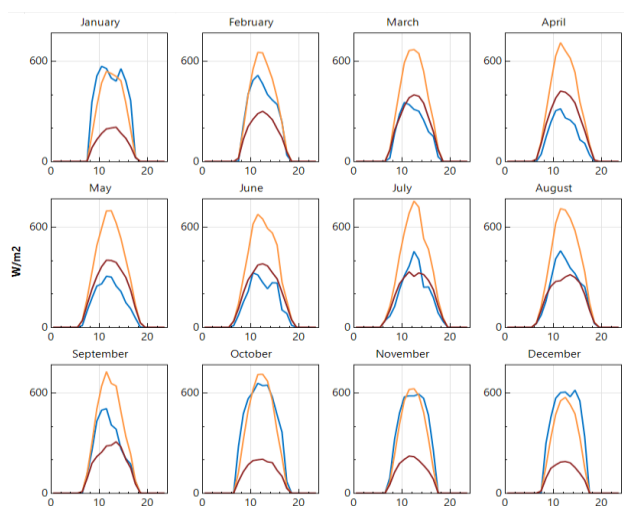 January February March April
600 600 600 600
0 0 0 0
0 10 20 0 10 20 0 10 20 0 10 20
May June July August
600 600 600 600
0 0 0 0
0 10 20 0 10 20 0 10 20 0 10 20
W/m2
September October November December
600 600 600 600
0 0 0 0
0 10 20 0 10 20 0 10 20 0 10 20